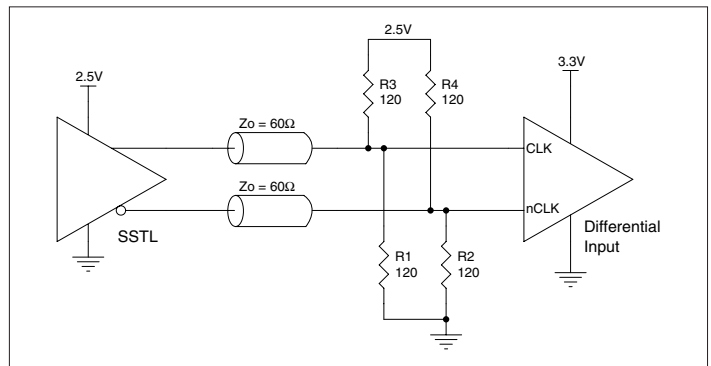 2.5V
3.3V
2.5V
R3
120
R4
120
Zo = 60Ω
CLK
Zo = 60Ω
nCLK
SSTL
Differential
Input
R1
120
R2
120